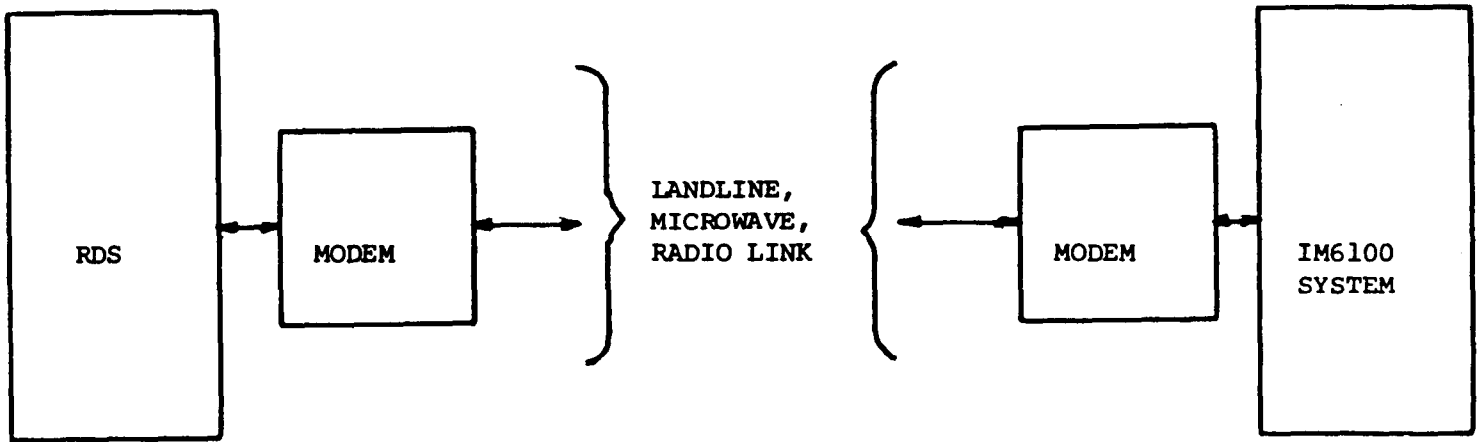 RDS
MODEM
LANDLINE,
MICROWAVE,
RADIO LINK
MODEM
IM6100
SYSTEM